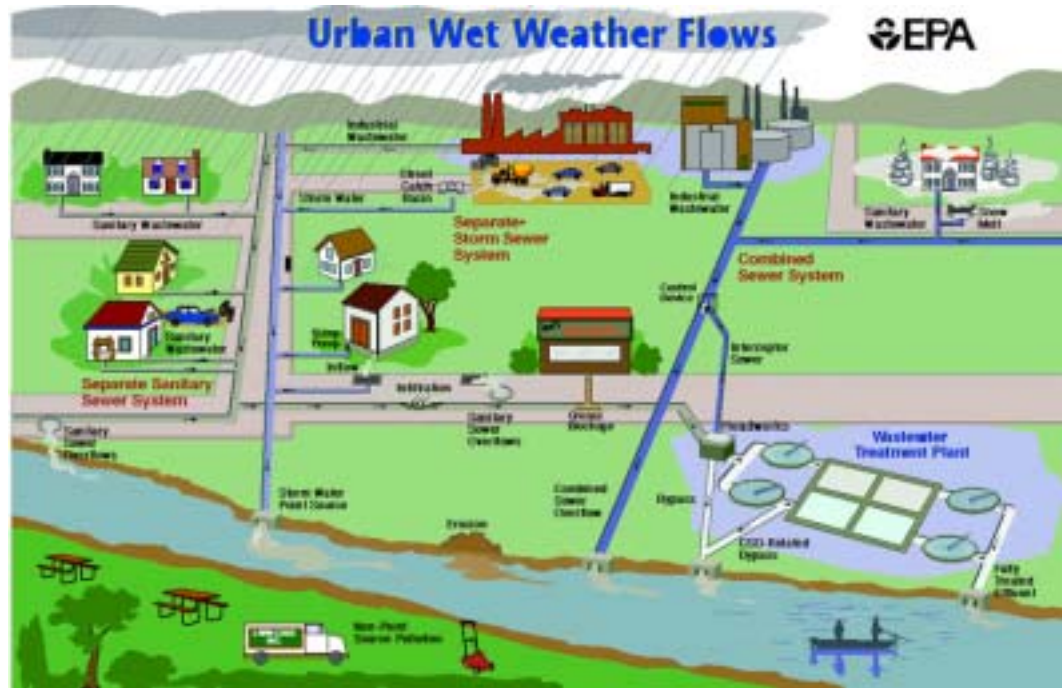 Urban Wet Weather Flows
EPA
Industrial
Wastewater
Street
Catch
Basin
Storm Water
Separate
Storm Sewer
System
Industrial
Wastewater
Sanitary
Wastewater
Snow
Melt
Combined
Sewer System
Sanitary Wastewater
Control
Device
Interceptor
Sewer
Sump
Pump
Inflow
Sanitary
Wastewater
Separate Sanitary
Sewer System
Infiltration
Sanitary
Sewer
Overflows
Sanitary
Sewer
Overflows
Grease
Blockage
Headworks
Wastewater
Treatment Plant
Storm Water
Point Source
Erosion
Combined
Sewer
Overflow
Bypass
CSO-Related
Bypass
Fully
Treated
Effluent
Non-Point
Source Pollution